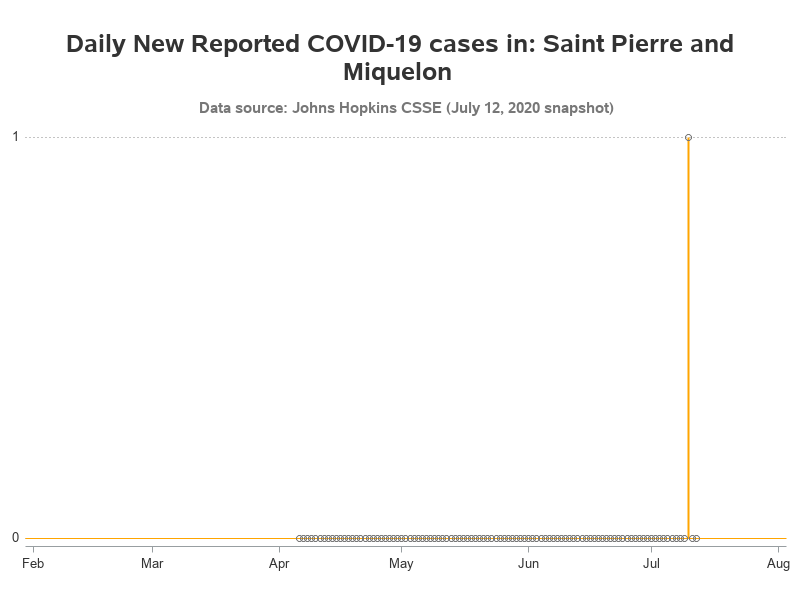 Daily New Reported COVID-19 cases in: Saint Pierre and
Miquelon
Data source: Johns Hopkins CSSE (July 12, 2020 snapshot)
1
0
Feb Mar Apr May Jun Jul Aug